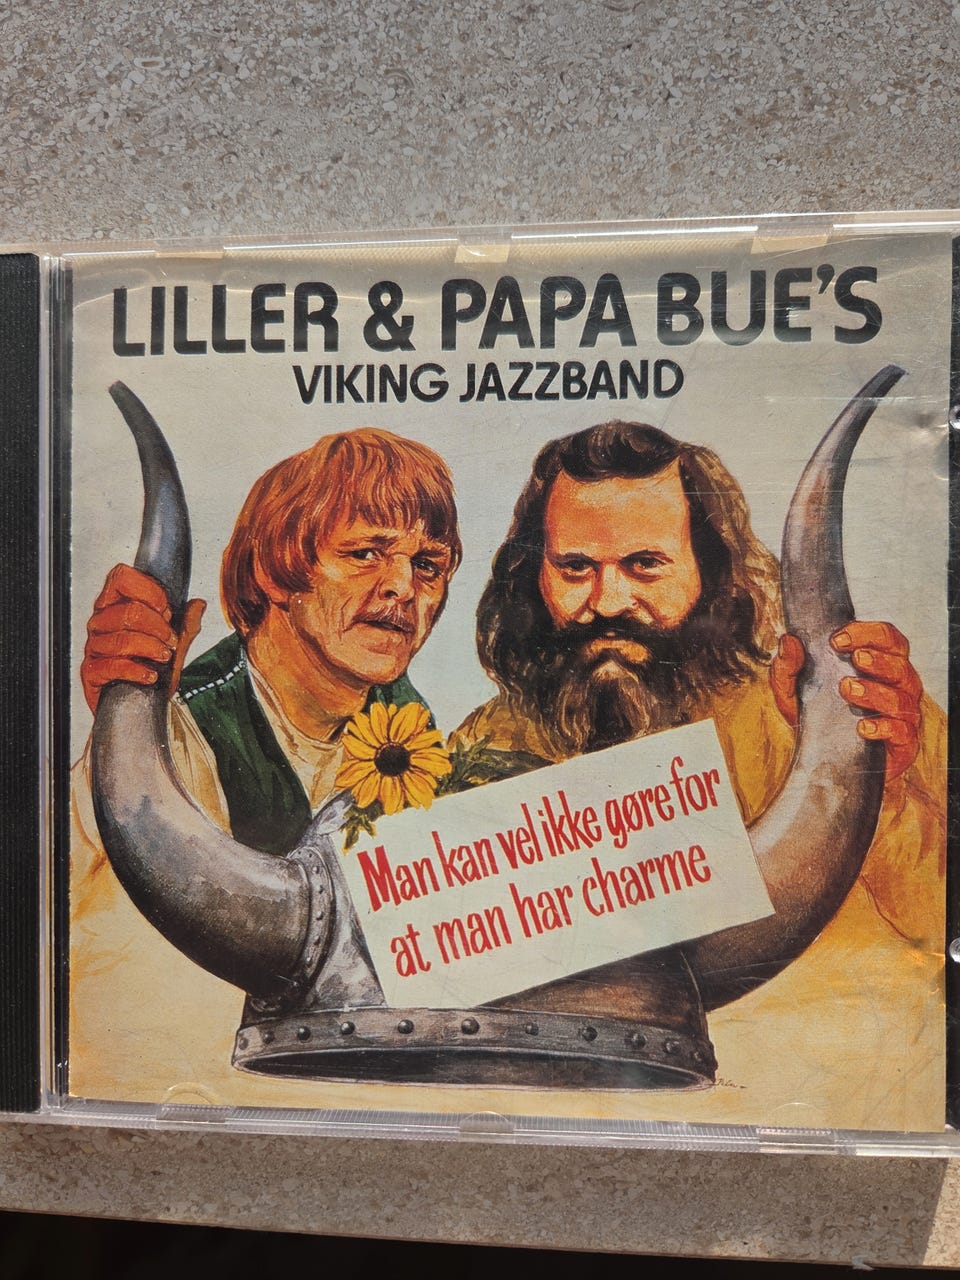 LILLER & PAPA BUE'S
VIKING JAZZBAND
Man kan vel ikke gøre for
at man har charme